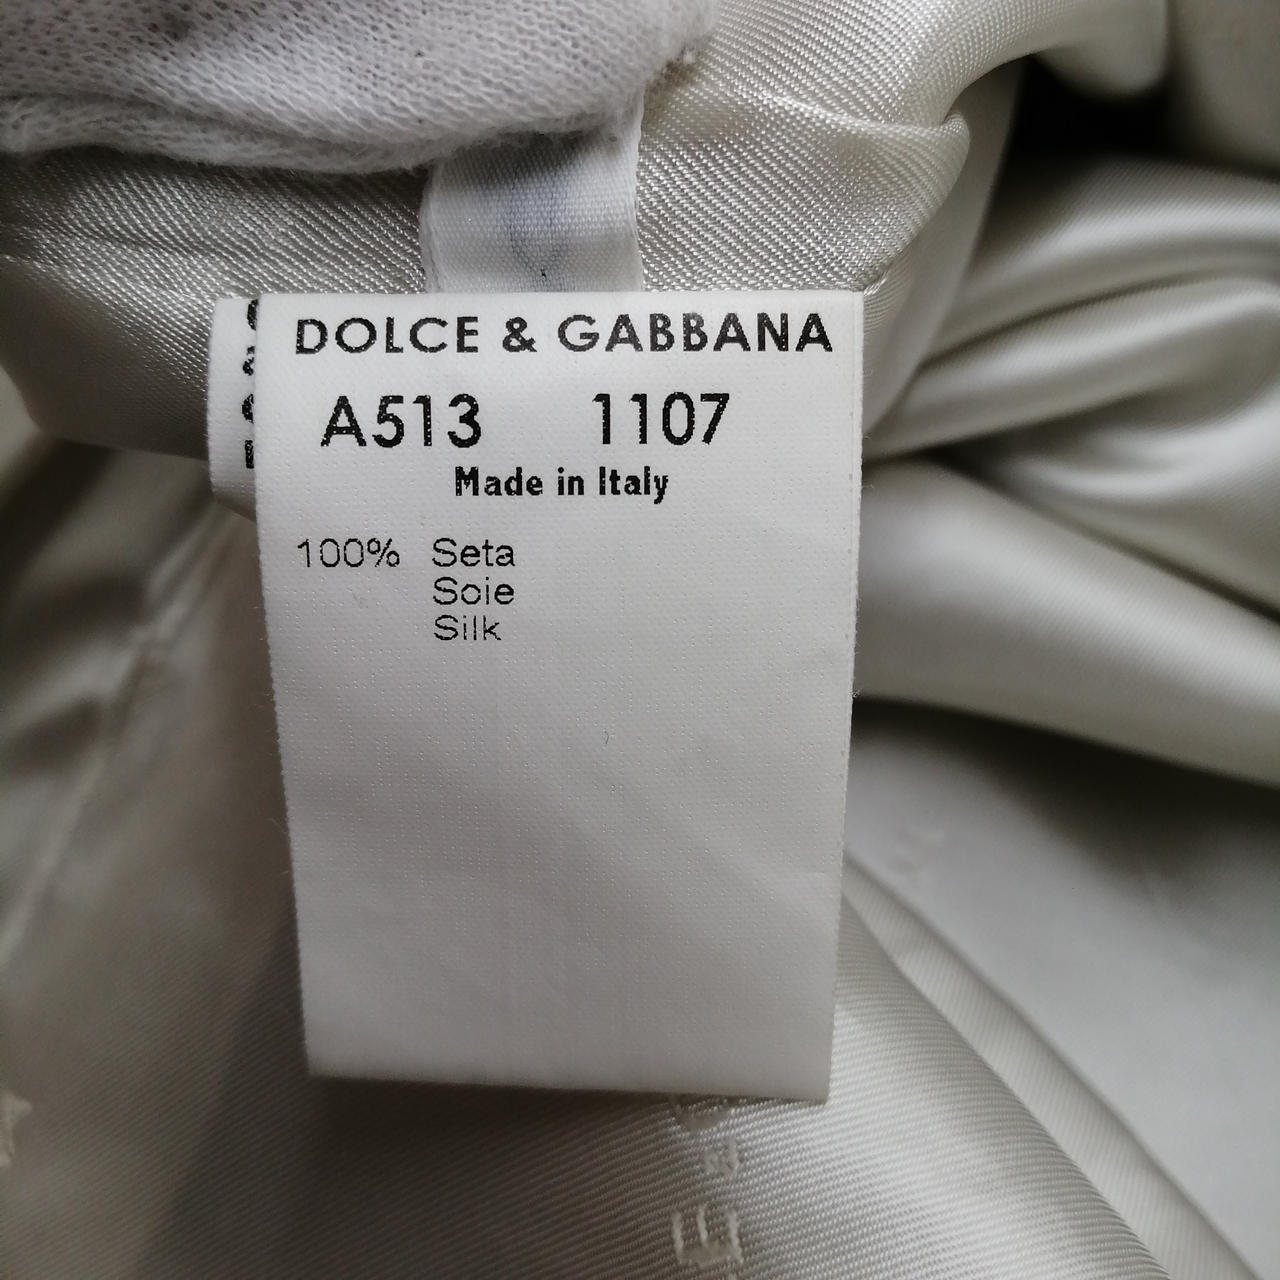 DOLCE & GABBANA
A513 1107
Made in Italy
100% Seta
Soie
Silk